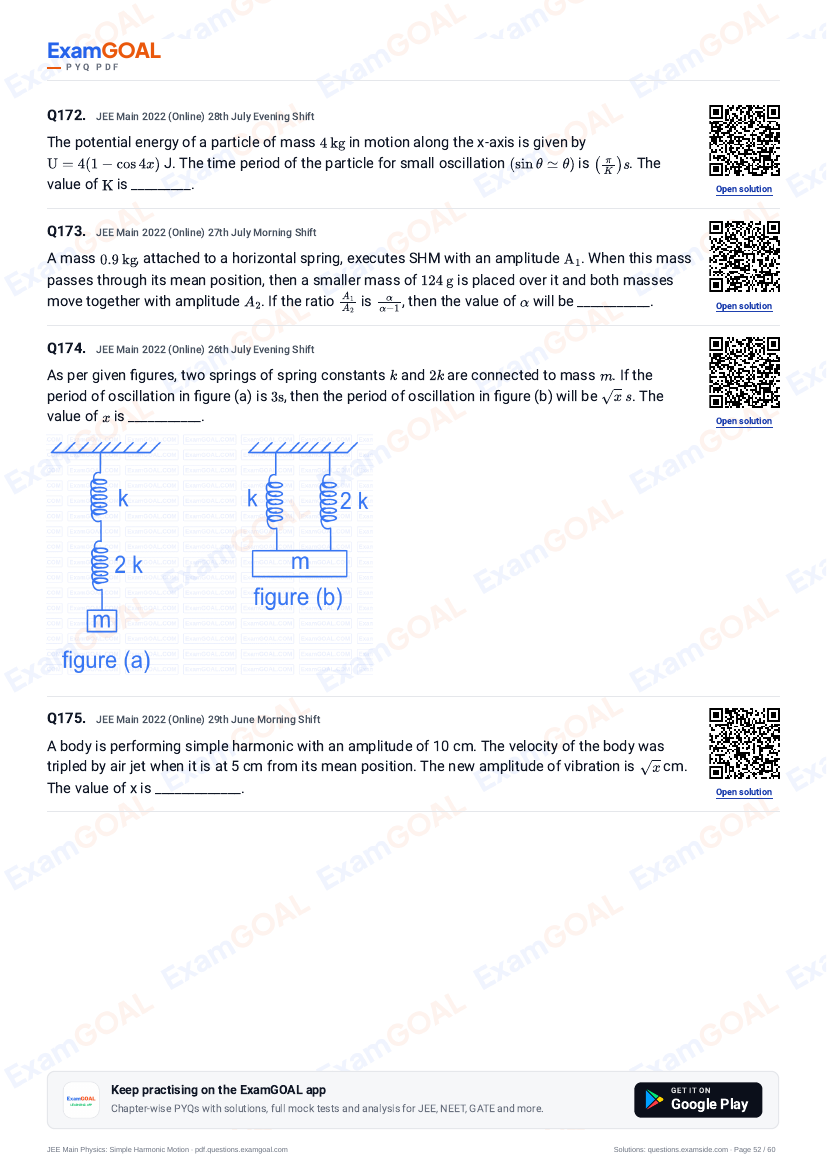 ExamGOAL
PYQ PDF
Q172. JEE Main 2022 (Online) 28th July Evening Shift
The potential energy of a particle of mass 4 kg in motion along the x-axis is given by
U = 4(1 − cos 4x) J. The time period of the particle for small oscillation (sin θ ≃ θ) is (π/K)s. The
value of K is _________.
Open solution
Q173. JEE Main 2022 (Online) 27th July Morning Shift
A mass 0.9 kg, attached to a horizontal spring, executes SHM with an amplitude A₁. When this mass
passes through its mean position, then a smaller mass of 124 g is placed over it and both masses
move together with amplitude A₂. If the ratio A₁/A₂ is α/(α−1), then the value of α will be ___________.
Open solution
Q174. JEE Main 2022 (Online) 26th July Evening Shift
As per given figures, two springs of spring constants k and 2k are connected to mass m. If the
period of oscillation in figure (a) is 3s, then the period of oscillation in figure (b) will be √x s. The
value of x is ___________.
Open solution
k
2 k
m
figure (a)
k
2 k
m
figure (b)
Q175. JEE Main 2022 (Online) 29th June Morning Shift
A body is performing simple harmonic with an amplitude of 10 cm. The velocity of the body was
tripled by air jet when it is at 5 cm from its mean position. The new amplitude of vibration is √x cm.
The value of x is _____________.
Open solution
ExamGOAL
Keep practising on the ExamGOAL app
Chapter-wise PYQs with solutions, full mock tests and analysis for JEE, NEET, GATE and more.
GET IT ON
Google Play
JEE Main Physics: Simple Harmonic Motion · pdf.questions.examgoal.com
Solutions: questions.examside.com · Page 52 / 60